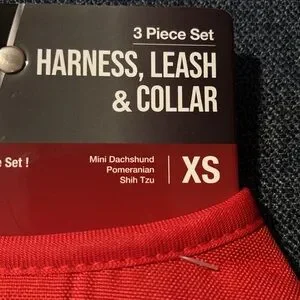 3 Piece Set
HARNESS, LEASH
& COLLAR
Set !
Mini Dachshund
Pomeranian
Shih Tzu
XS